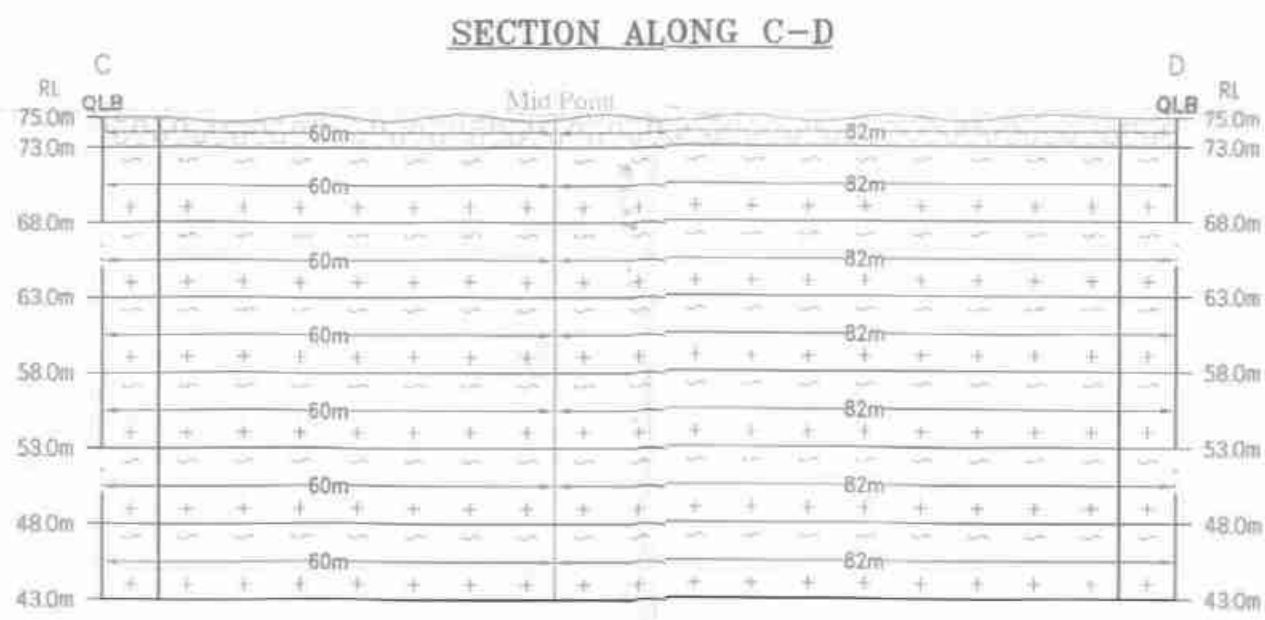 SECTION ALONG C-D
C D
RL RL
QLB Mid Point QLB
75.0m 75.0m
60m 82m
73.0m 73.0m
60m 82m
68.0m 68.0m
60m 82m
63.0m 63.0m
60m 82m
58.0m 58.0m
60m 82m
53.0m 53.0m
60m 82m
48.0m 48.0m
60m 82m
43.0m 43.0m